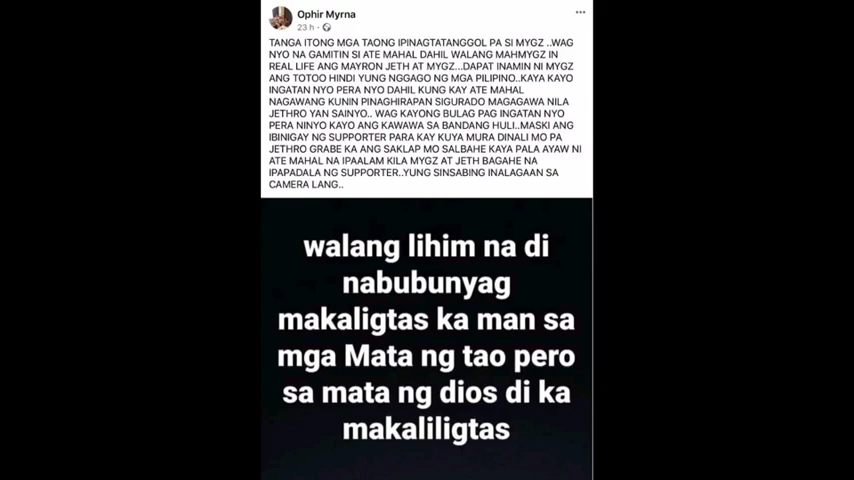 Ophir Myrna
23 h ·
TANGA ITONG MGA TAONG IPINAGTATANGGOL PA SI MYGZ ..WAG
NYO NA GAMITIN SI ATE MAHAL DAHIL WALANG MAHMYGZ IN
REAL LIFE ANG MAYRON JETH AT MYGZ...DAPAT INAMIN NI MYGZ
ANG TOTOO HINDI YUNG NGGAGO NG MGA PILIPINO..KAYA KAYO
INGATAN NYO PERA NYO DAHIL KUNG KAY ATE MAHAL
NAGAWANG KUNIN PINAGHIRAPAN SIGURADO MAGAGAWA NILA
JETHRO YAN SAINYO.. WAG KAYONG BULAG PAG INGATAN NYO
PERA NINYO KAYO ANG KAWAWA SA BANDANG HULI..MASKI ANG
IBINIGAY NG SUPPORTER PARA KAY KUYA MURA DINALI MO PA
JETHRO GRABE KA ANG SAKLAP MO SALBAHE KAYA PALA AYAW NI
ATE MAHAL NA IPAALAM KILA MYGZ AT JETH BAGAHE NA
IPAPADALA NG SUPPORTER..YUNG SINSABING INALAGAAN SA
CAMERA LANG..
walang lihim na di
nabubunyag
makaligtas ka man sa
mga Mata ng tao pero
sa mata ng dios di ka
makaliligtas